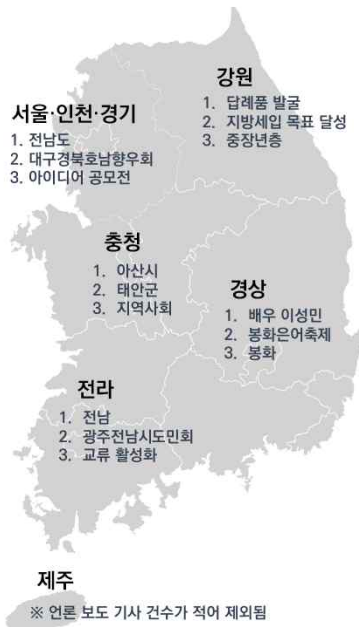 강원
1. 답례품 발굴
2. 지방세입 목표 달성
3. 중장년층
서울·인천·경기
1. 전남도
2. 대구경북호남향우회
3. 아이디어 공모전
충청
1. 아산시
2. 태안군
3. 지역사회
경상
1. 배우 이성민
2. 봉화은어축제
3. 봉화
전라
1. 전남
2. 광주전남시도민회
3. 교류 활성화
제주
※ 언론 보도 기사 건수가 적어 제외됨